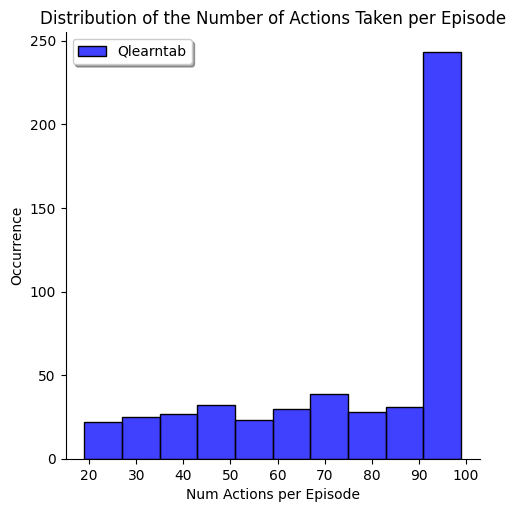 Distribution of the Number of Actions Taken per Episode
Qlearntab
250
200
150
100
50
0
Occurrence
20 30 40 50 60 70 80 90 100
Num Actions per Episode